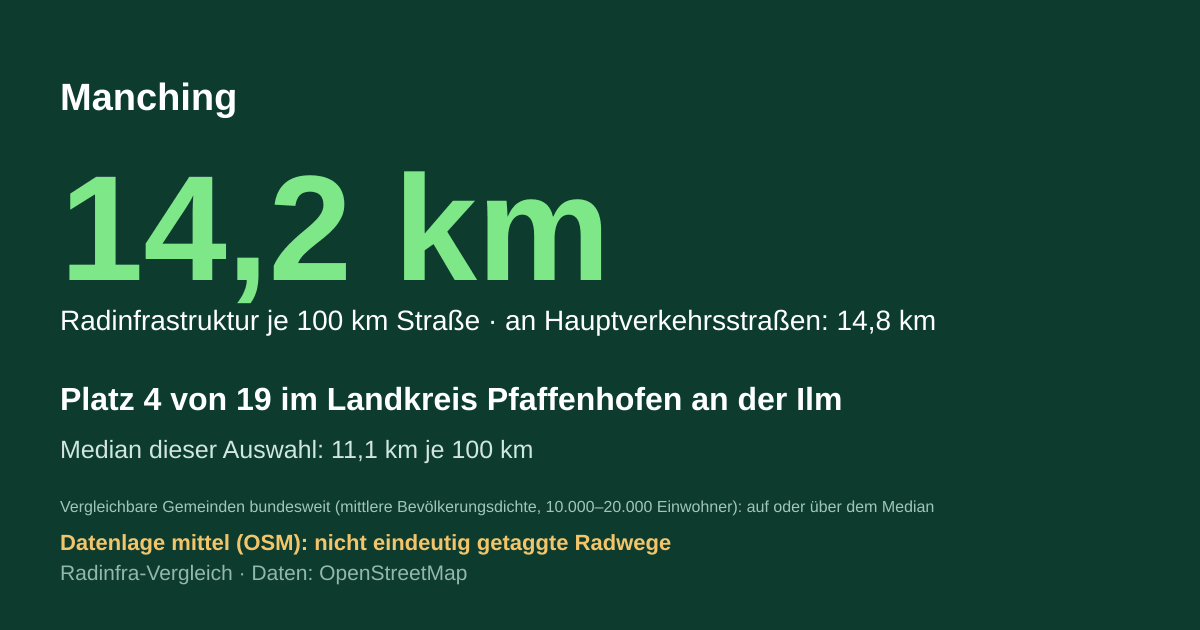 Manching
14,2 km
Radinfrastruktur je 100 km Straße · an Hauptverkehrsstraßen: 14,8 km
Platz 4 von 19 im Landkreis Pfaffenhofen an der Ilm
Median dieser Auswahl: 11,1 km je 100 km
Vergleichbare Gemeinden bundesweit (mittlere Bevölkerungsdichte, 10.000–20.000 Einwohner): auf oder über dem Median
Datenlage mittel (OSM): nicht eindeutig getaggte Radwege
Radinfra-Vergleich · Daten: OpenStreetMap